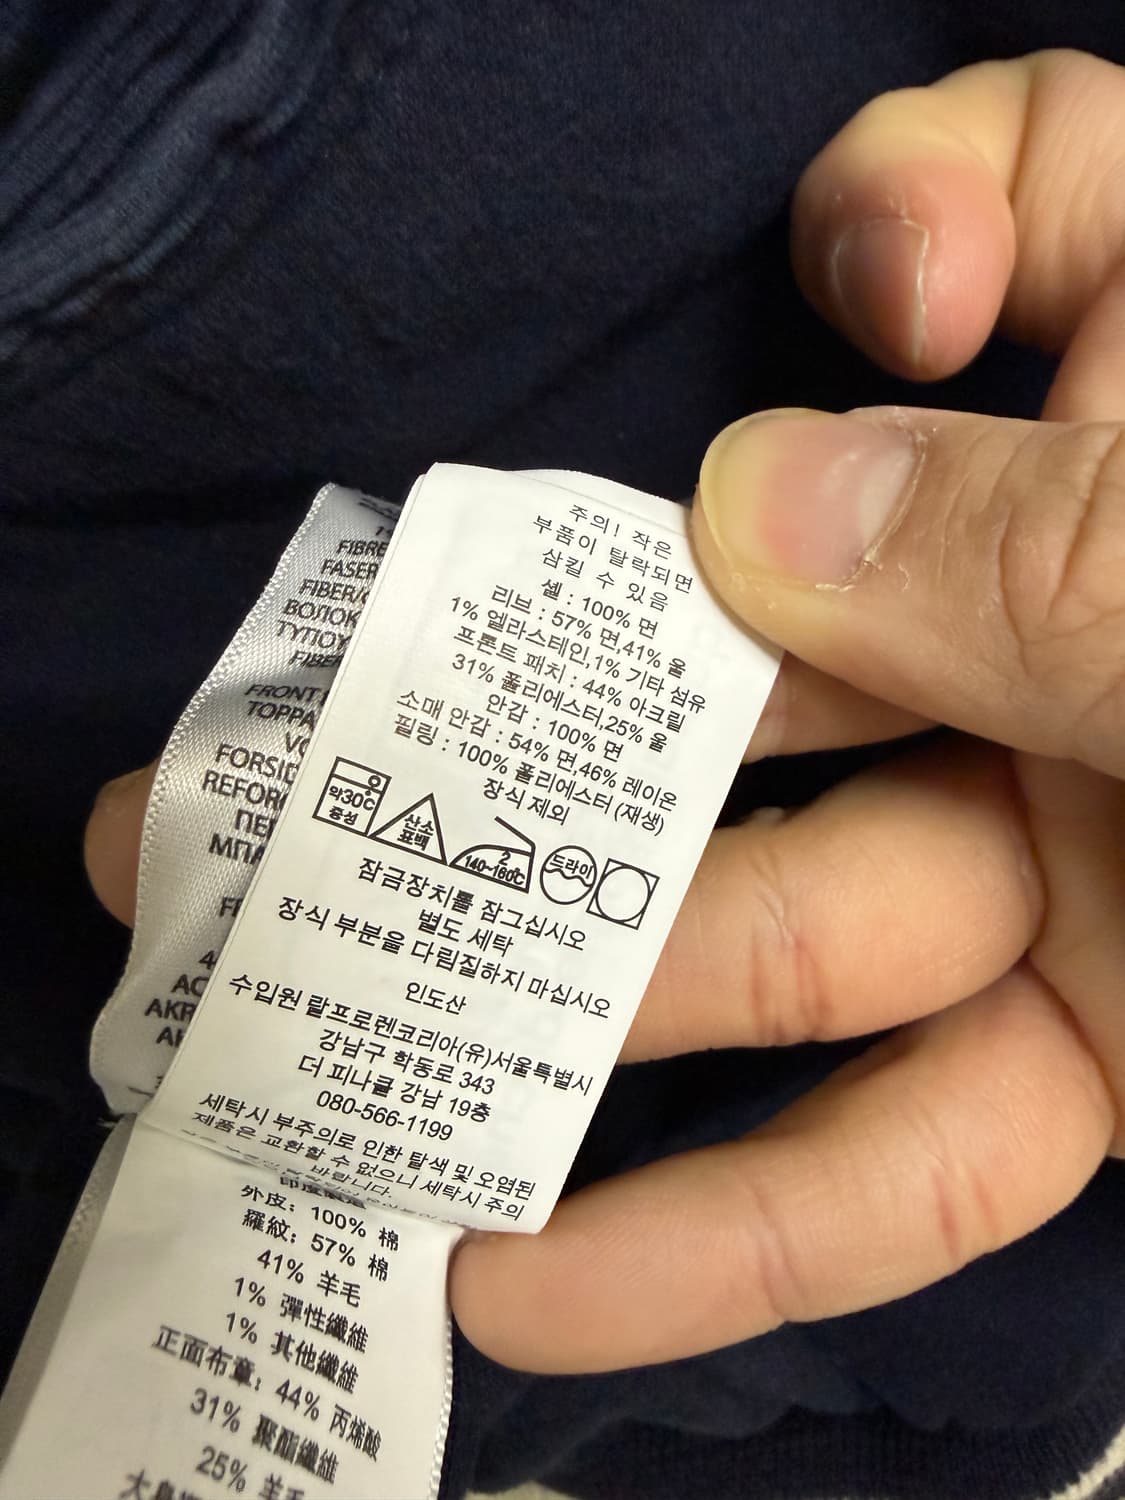 FIBRE
FASER
FIBER/
ВОЛОК
ΤΥΠΟΥ
FIBER
FRONT
TOPPA
FORSID
REFOR
ΠΕΙ
ΜΠΑ
AKR
주의! 작은
부품이 탈락되면
삼킬 수 있음
셸 : 100% 면
리브 : 57% 면,41% 울
1% 엘라스테인,1% 기타 섬유
프론트 패치 : 44% 아크릴
31% 폴리에스터,25% 울
안감 : 100% 면
소매 안감 : 54% 면,46% 레이온
필링 : 100% 폴리에스터 (재생)
장식 제외
약30℃ 중성
산소 표백
2 140~160℃
드라이
잠금장치를 잠그십시오
별도 세탁
장식 부분을 다림질하지 마십시오
인도산
수입원 랄프로렌코리아(유)서울특별시
강남구 학동로 343
더 피나클 강남 19층
080-566-1199
세탁시 부주의로 인한 탈색 및 오염된
제품은 교환할 수 없으니 세탁시 주의
바랍니다.
外皮: 100% 棉
羅紋: 57% 棉
41% 羊毛
1% 彈性纖維
1% 其他纖維
正面布章: 44% 丙烯酸
31% 聚酯纖維
25% 羊毛